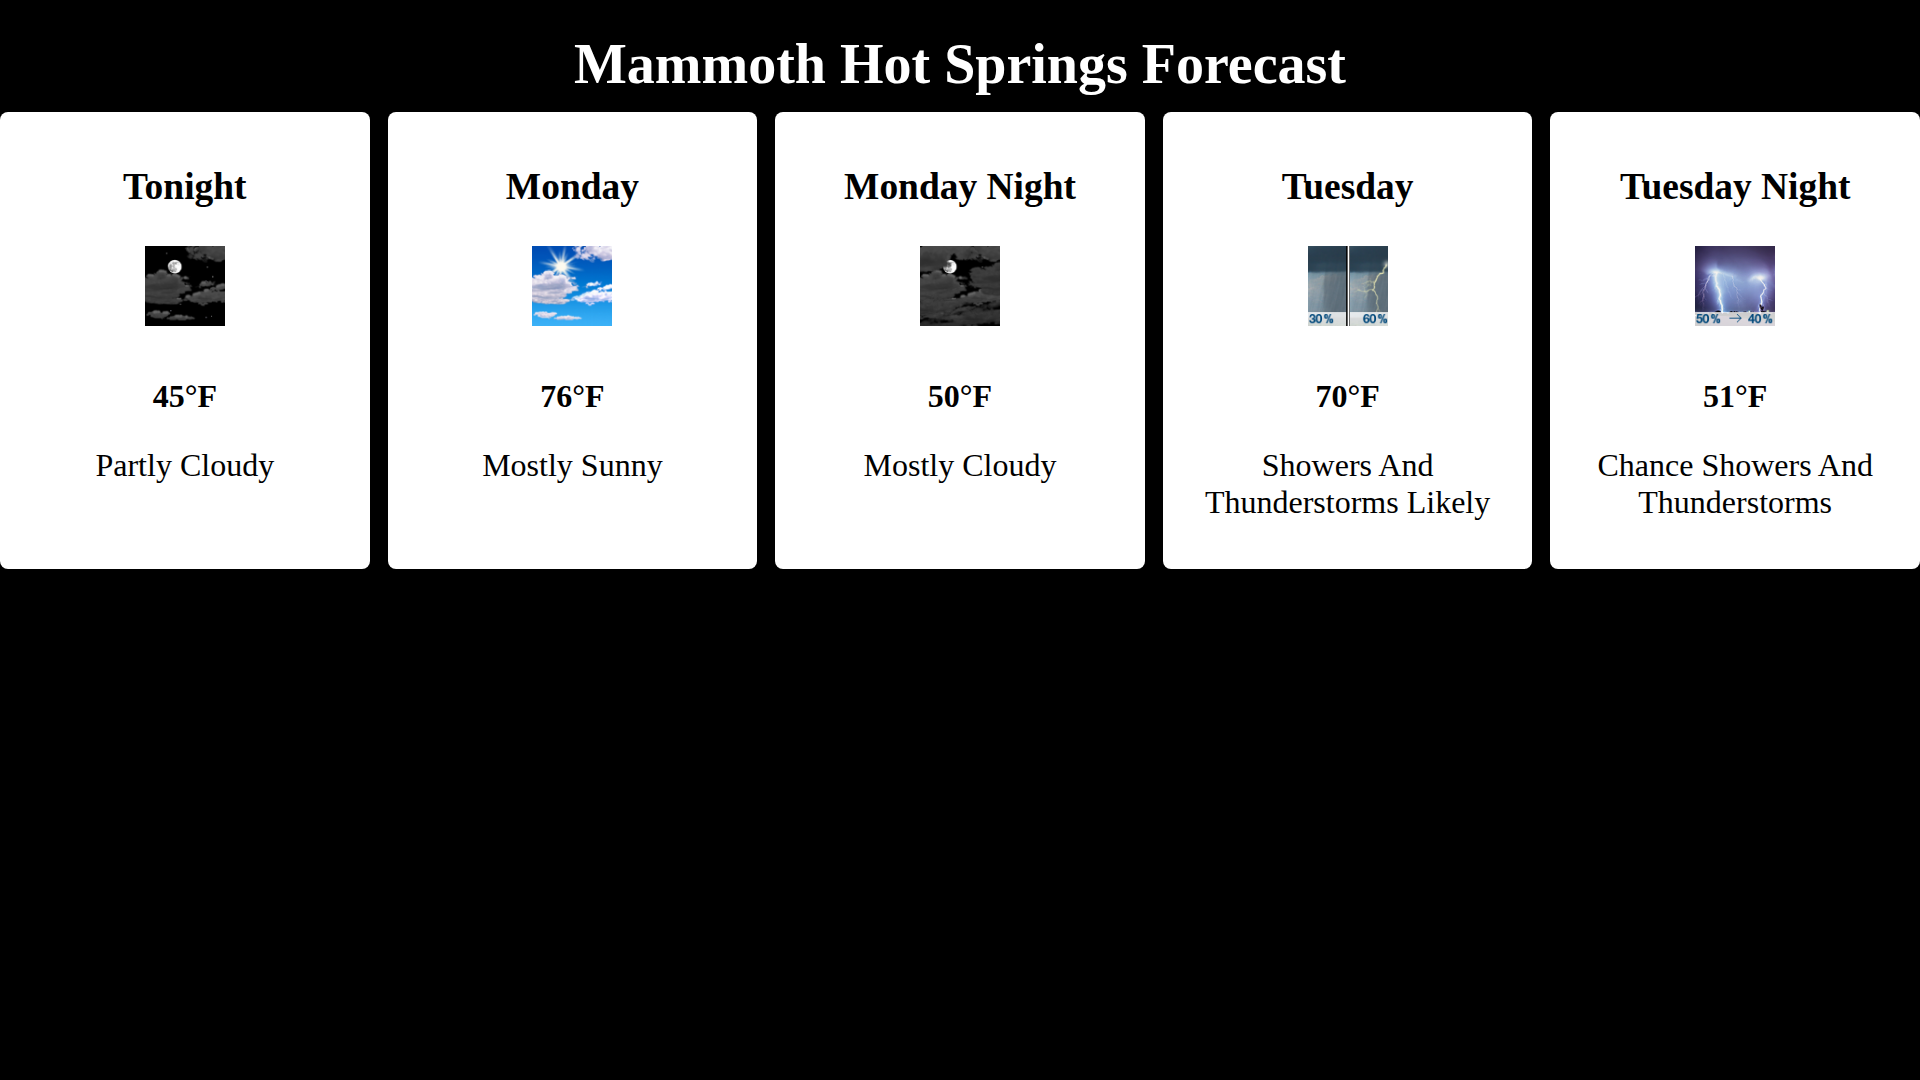 Mammoth Hot Springs Forecast
Tonight
45°F
Partly Cloudy
Monday
76°F
Mostly Sunny
Monday Night
50°F
Mostly Cloudy
Tuesday
30% 60%
70°F
Showers And
Thunderstorms Likely
Tuesday Night
50% → 40%
51°F
Chance Showers And
Thunderstorms